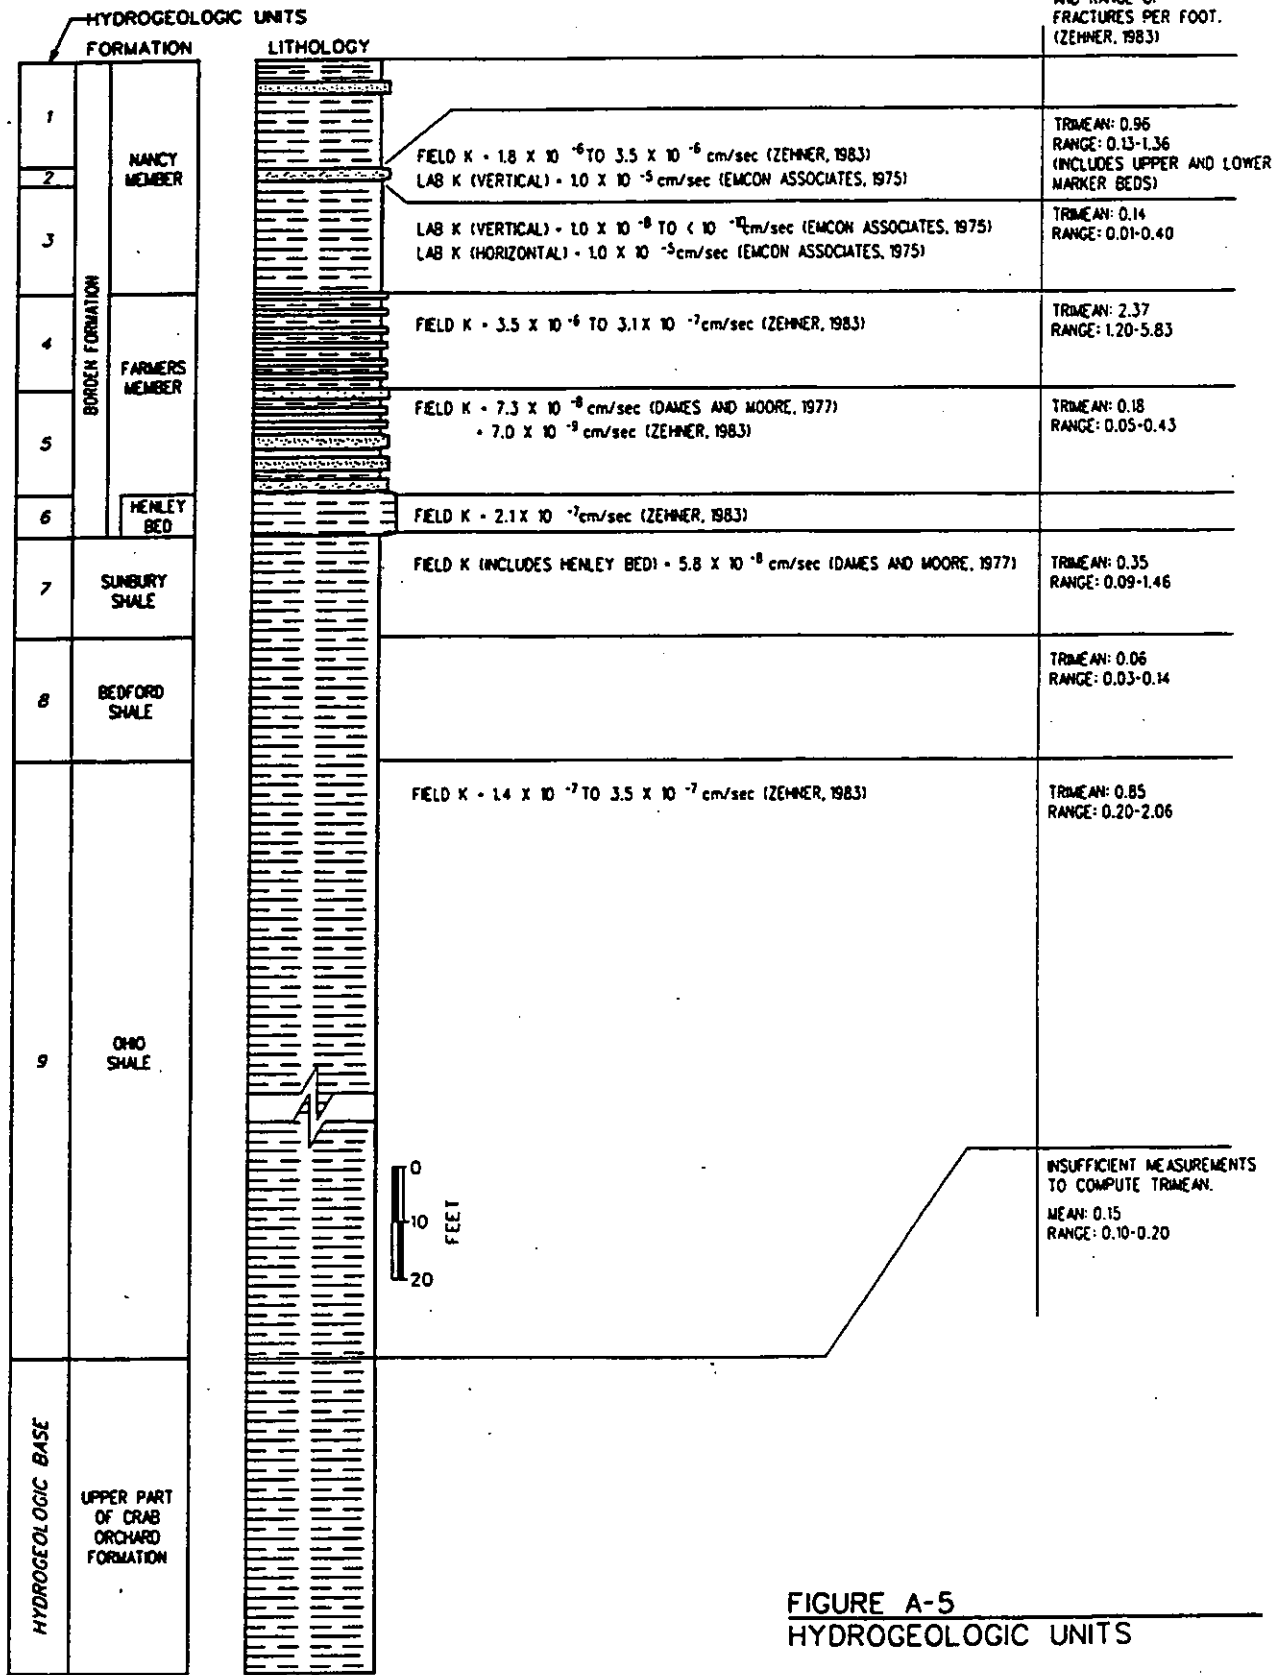 HYDROGEOLOGIC UNITS
FORMATION
LITHOLOGY
FRACTURES PER FOOT.
(ZEHNER, 1983)
1
NANCY
MEMBER
2
3
BORDEN FORMATION
FIELD K - 1.8 X 10 -6 TO 3.5 X 10 -6 cm/sec (ZEHNER, 1983)
LAB K (VERTICAL) - 1.0 X 10 -5 cm/sec (EMCON ASSOCIATES, 1975)
TRIMEAN: 0.96
RANGE: 0.13-1.36
(INCLUDES UPPER AND LOWER
MARKER BEDS)
LAB K (VERTICAL) - 1.0 X 10 -8 TO < 10 -10 cm/sec (EMCON ASSOCIATES, 1975)
LAB K (HORIZONTAL) - 1.0 X 10 -5 cm/sec (EMCON ASSOCIATES, 1975)
TRIMEAN: 0.14
RANGE: 0.01-0.40
4
FARMERS
MEMBER
FIELD K - 3.5 X 10 -6 TO 3.1 X 10 -7 cm/sec (ZEHNER, 1983)
TRIMEAN: 2.37
RANGE: 1.20-5.83
5
FIELD K - 7.3 X 10 -8 cm/sec (DAMES AND MOORE, 1977)
- 7.0 X 10 -9 cm/sec (ZEHNER, 1983)
TRIMEAN: 0.18
RANGE: 0.05-0.43
6
HENLEY
BED
FIELD K - 2.1 X 10 -7 cm/sec (ZEHNER, 1983)
7
SUNBURY
SHALE
FIELD K (INCLUDES HENLEY BED) - 5.8 X 10 -8 cm/sec (DAMES AND MOORE, 1977)
TRIMEAN: 0.35
RANGE: 0.09-1.46
8
BEDFORD
SHALE
TRIMEAN: 0.06
RANGE: 0.03-0.14
9
OHIO
SHALE
FIELD K - 1.4 X 10 -7 TO 3.5 X 10 -7 cm/sec (ZEHNER, 1983)
TRIMEAN: 0.85
RANGE: 0.20-2.06
0
10
20
FEET
INSUFFICIENT MEASUREMENTS
TO COMPUTE TRIMEAN.
MEAN: 0.15
RANGE: 0.10-0.20
HYDROGEOLOGIC BASE
UPPER PART
OF CRAB
ORCHARD
FORMATION
FIGURE A-5
HYDROGEOLOGIC UNITS